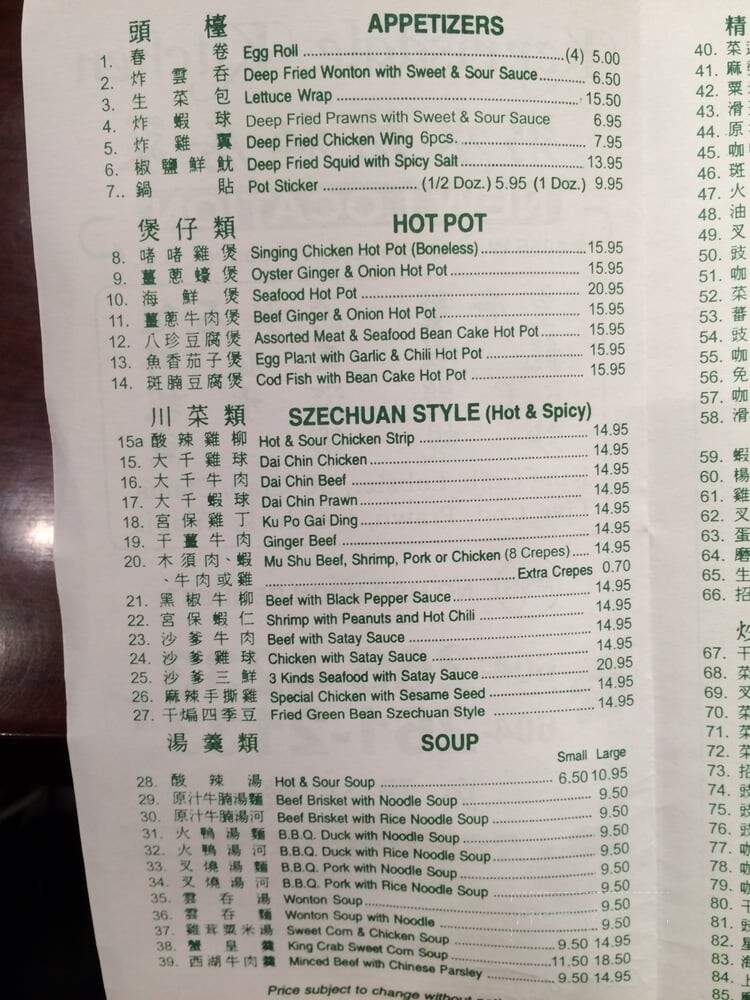 頭檯 APPETIZERS
1. 春卷 Egg Roll (4) 5.00
2. 炸雲吞 Deep Fried Wonton with Sweet & Sour Sauce 6.50
3. 生菜包 Lettuce Wrap 15.50
4. 炸蝦球 Deep Fried Prawns with Sweet & Sour Sauce 6.95
5. 炸雞翼 Deep Fried Chicken Wing 6pcs. 7.95
6. 椒鹽鮮魷 Deep Fried Squid with Spicy Salt 13.95
7.. 鍋貼 Pot Sticker (1/2 Doz.) 5.95 (1 Doz.) 9.95
煲仔類 HOT POT
8. 啫啫雞煲 Singing Chicken Hot Pot (Boneless) 15.95
9. 薑蔥蠔煲 Oyster Ginger & Onion Hot Pot 15.95
10. 海鮮煲 Seafood Hot Pot 20.95
11. 薑蔥牛肉煲 Beef Ginger & Onion Hot Pot 15.95
12. 八珍豆腐煲 Assorted Meat & Seafood Bean Cake Hot Pot 15.95
13. 魚香茄子煲 Egg Plant with Garlic & Chili Hot Pot 15.95
14. 斑腩豆腐煲 Cod Fish with Bean Cake Hot Pot 15.95
川菜類 SZECHUAN STYLE (Hot & Spicy)
15a 酸辣雞柳 Hot & Sour Chicken Strip 14.95
15. 大千雞球 Dai Chin Chicken 14.95
16. 大千牛肉 Dai Chin Beef 14.95
17. 大千蝦球 Dai Chin Prawn 14.95
18. 宮保雞丁 Ku Po Gai Ding 14.95
19. 干薑牛肉 Ginger Beef 14.95
20. 木須肉、蝦 Mu Shu Beef, Shrimp, Pork or Chicken (8 Crepes) 14.95
、牛肉或雞 Extra Crepes 0.70
21. 黑椒牛柳 Beef with Black Pepper Sauce 14.95
22. 宮保蝦仁 Shrimp with Peanuts and Hot Chili 14.95
23. 沙爹牛肉 Beef with Satay Sauce 14.95
24. 沙爹雞球 Chicken with Satay Sauce 14.95
25. 沙爹三鮮 3 Kinds Seafood with Satay Sauce 20.95
26. 麻辣手撕雞 Special Chicken with Sesame Seed 14.95
27. 干煸四季豆 Fried Green Bean Szechuan Style 14.95
湯羹類 SOUP
Small Large
28. 酸辣湯 Hot & Sour Soup 6.50 10.95
29. 原汁牛腩湯麵 Beef Brisket with Noodle Soup 9.50
30. 原汁牛腩湯河 Beef Brisket with Rice Noodle Soup 9.50
31. 火鴨湯麵 B.B.Q. Duck with Noodle Soup 9.50
32. 火鴨湯河 B.B.Q. Duck with Rice Noodle Soup 9.50
33. 叉燒湯麵 B.B.Q. Pork with Noodle Soup 9.50
34. 叉燒湯河 B.B.Q. Pork with Rice Noodle Soup 9.50
35. 雲吞湯 Wonton Soup 9.50
36. 雲吞麵 Wonton Soup with Noodle 9.50
37. 雞茸粟米湯 Sweet Corn & Chicken Soup 9.50 14.95
38. 蟹皇羹 King Crab Sweet Corn Soup 11.50 18.50
39. 西湖牛肉羹 Minced Beef with Chinese Parsley 9.50 14.95
Price subject to change without
精
40. 菜
41. 麻
42. 粟
43. 滑
44. 原
45. 咖
46. 斑
47. 火
48. 油
49. 叉
50. 豉
51. 咖
52. 菜
53. 蕃
54. 豉
55. 咖
56. 免
57. 咖
58. 滑
59. 蝦
60. 楊
61. 雞
62. 叉
63. 蛋
64. 磨
65. 生
66. 招
炒
67. 干
68. 菜
69. 叉
70. 菜
71. 菜
72. 菜
73. 招
74. 豉
75. 豉
76. 豉
77. 咖
78. 咖
79. 咖
80. 干
81. 豉
82. 星
83. 海
84. 上
85.